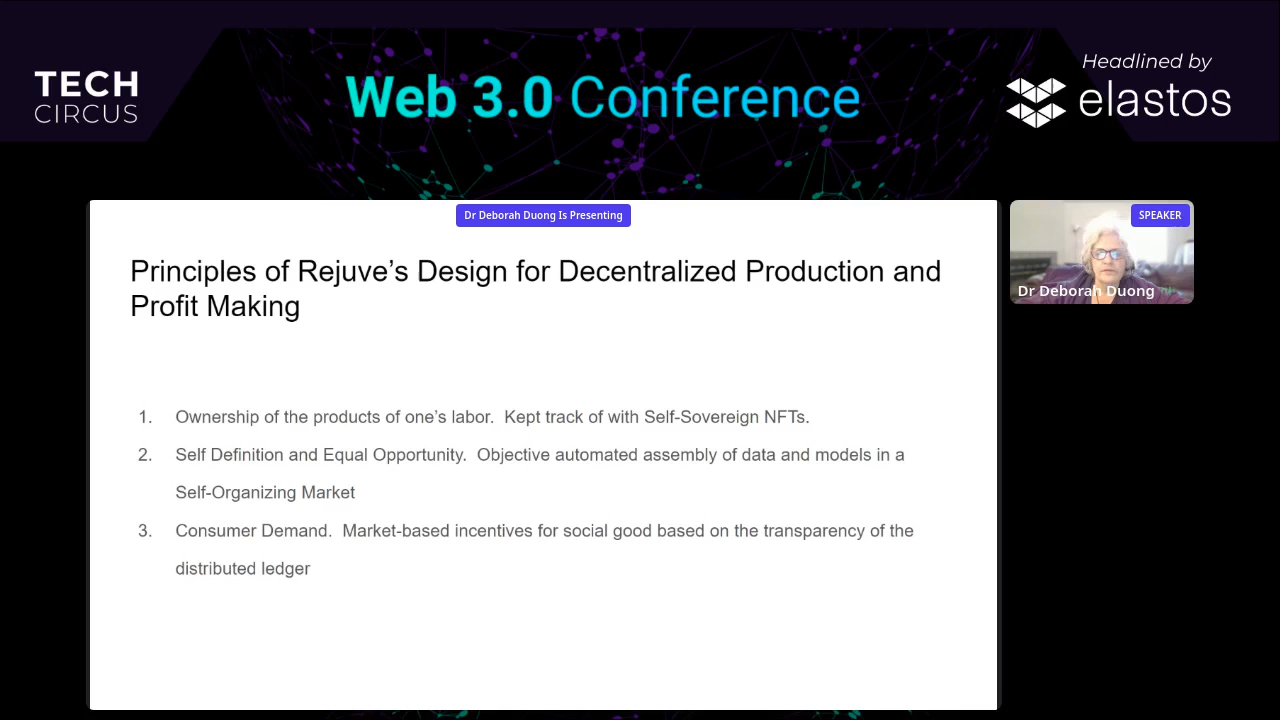 TECH
CIRCUS
Web 3.0 Conference
Headlined by
elastos
Dr Deborah Duong Is Presenting
Principles of Rejuve's Design for Decentralized Production and
Profit Making
1. Ownership of the products of one's labor. Kept track of with Self-Sovereign NFTs.
2. Self Definition and Equal Opportunity. Objective automated assembly of data and models in a
Self-Organizing Market
3. Consumer Demand. Market-based incentives for social good based on the transparency of the
distributed ledger
SPEAKER
Dr Deborah Duong